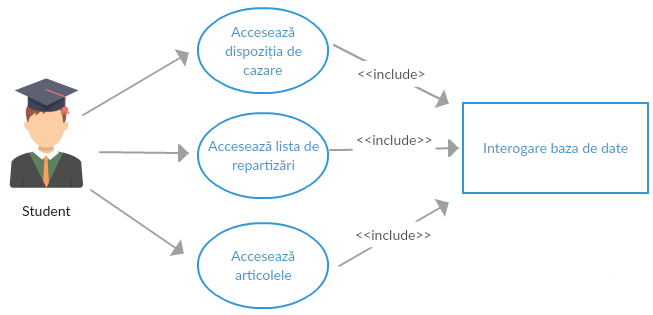 Accesează
dispoziția de
cazare
<<include>
Accesează lista de
repartizări
<<include>>
Interogare baza de date
Student
<<include>>
Accesează
articolele